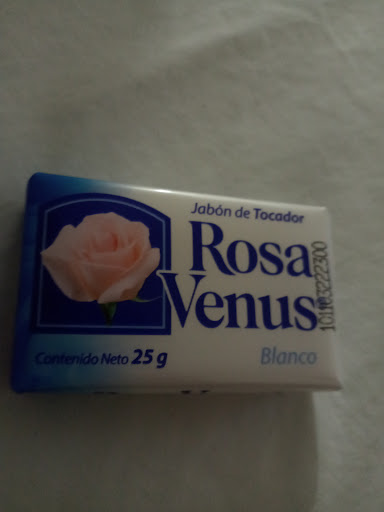 Jabón de Tocador
Rosa
Venus
Contenido Neto 25 g
Blanco